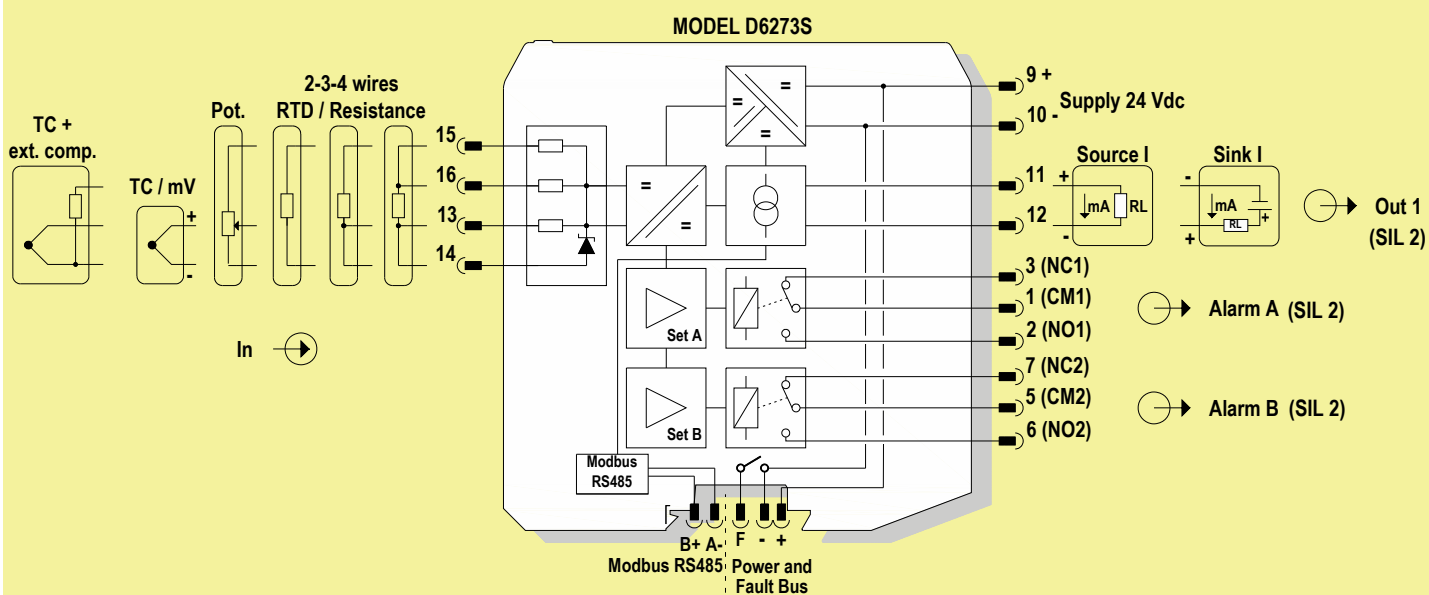 MODEL D6273S
2-3-4 wires
RTD / Resistance
Pot.
TC +
ext. comp.
TC / mV
+
-
15
16
13
14
In
=
=
=
=
=
Set A
Set B
Modbus
RS485
9 +
Supply 24 Vdc
10 -
11
12
Source I
+
mA
RL
-
Sink I
-
mA
+
RL
+
Out 1
(SIL 2)
3 (NC1)
1 (CM1)
2 (NO1)
Alarm A (SIL 2)
7 (NC2)
5 (CM2)
6 (NO2)
Alarm B (SIL 2)
B+ A-
Modbus RS485
F - +
Power and
Fault Bus